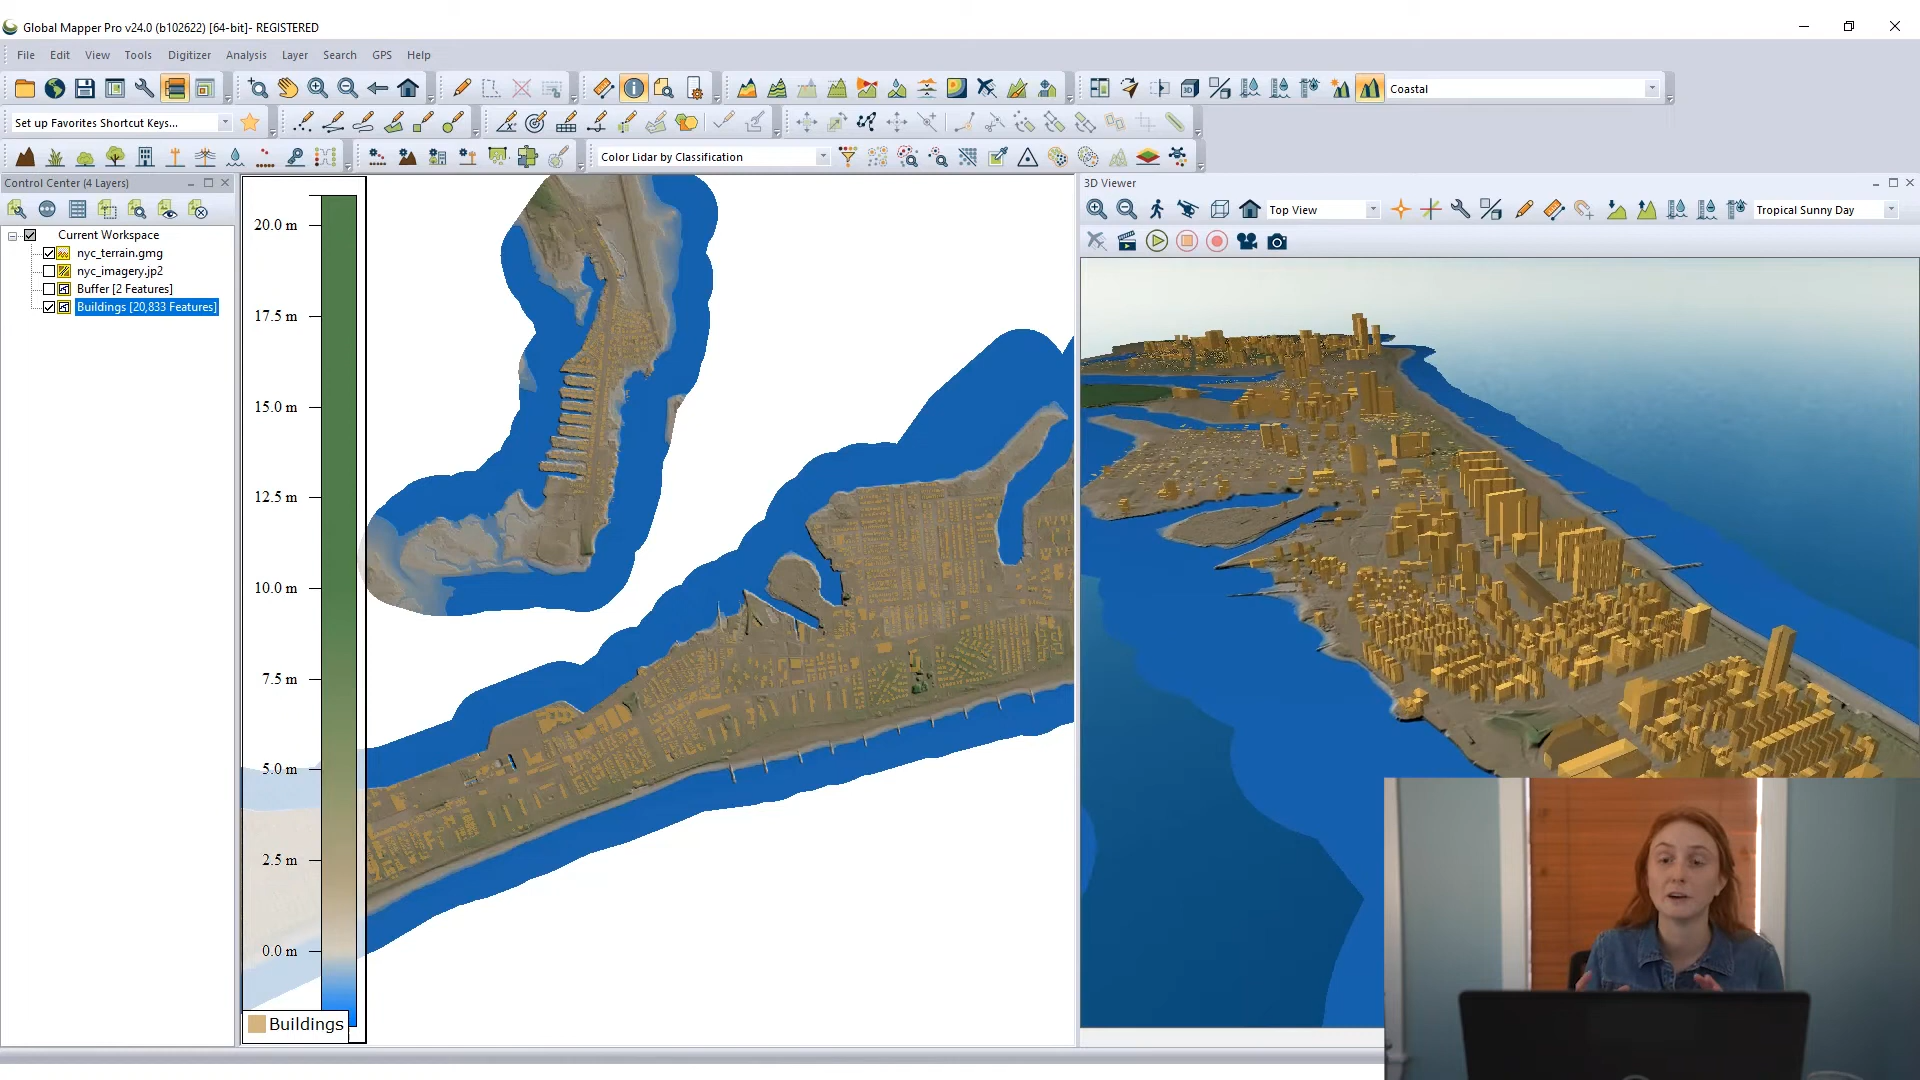 Global Mapper Pro v24.0 (b102622) [64-bit]- REGISTERED
File Edit View Tools Digitizer Analysis Layer Search GPS Help
Coastal
Set up Favorites Shortcut Keys...
Color Lidar by Classification
Control Center (4 Layers)
Current Workspace
nyc_terrain.gmg
nyc_imagery.jp2
Buffer [2 Features]
Buildings [20,833 Features]
20.0 m
17.5 m
15.0 m
12.5 m
10.0 m
7.5 m
5.0 m
2.5 m
0.0 m
Buildings
3D Viewer
Top View
Tropical Sunny Day